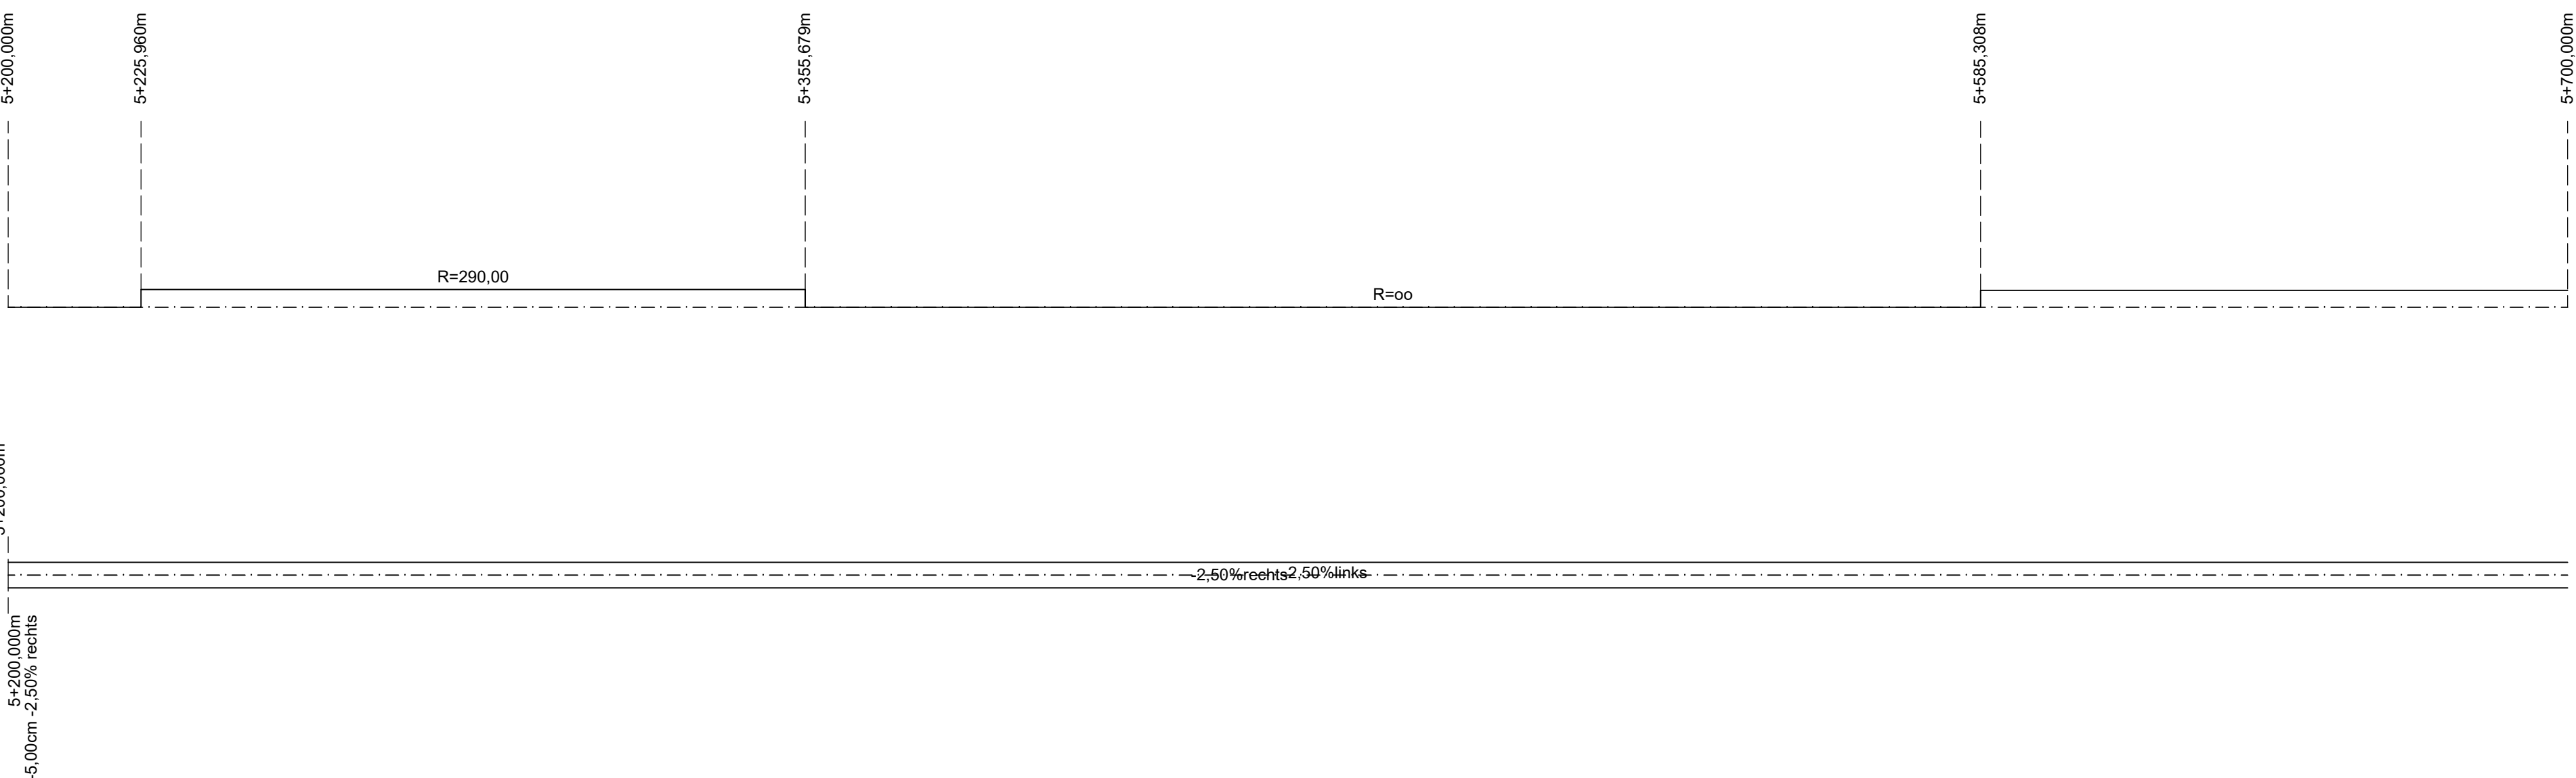 5+200,000m
5+225,960m
5+355,679m
5+585,308m
5+700,000m
R=290,00
R=oo
-2,50%rechts
-2,50%links
5+200,000m
-5,00cm -2,50% rechts